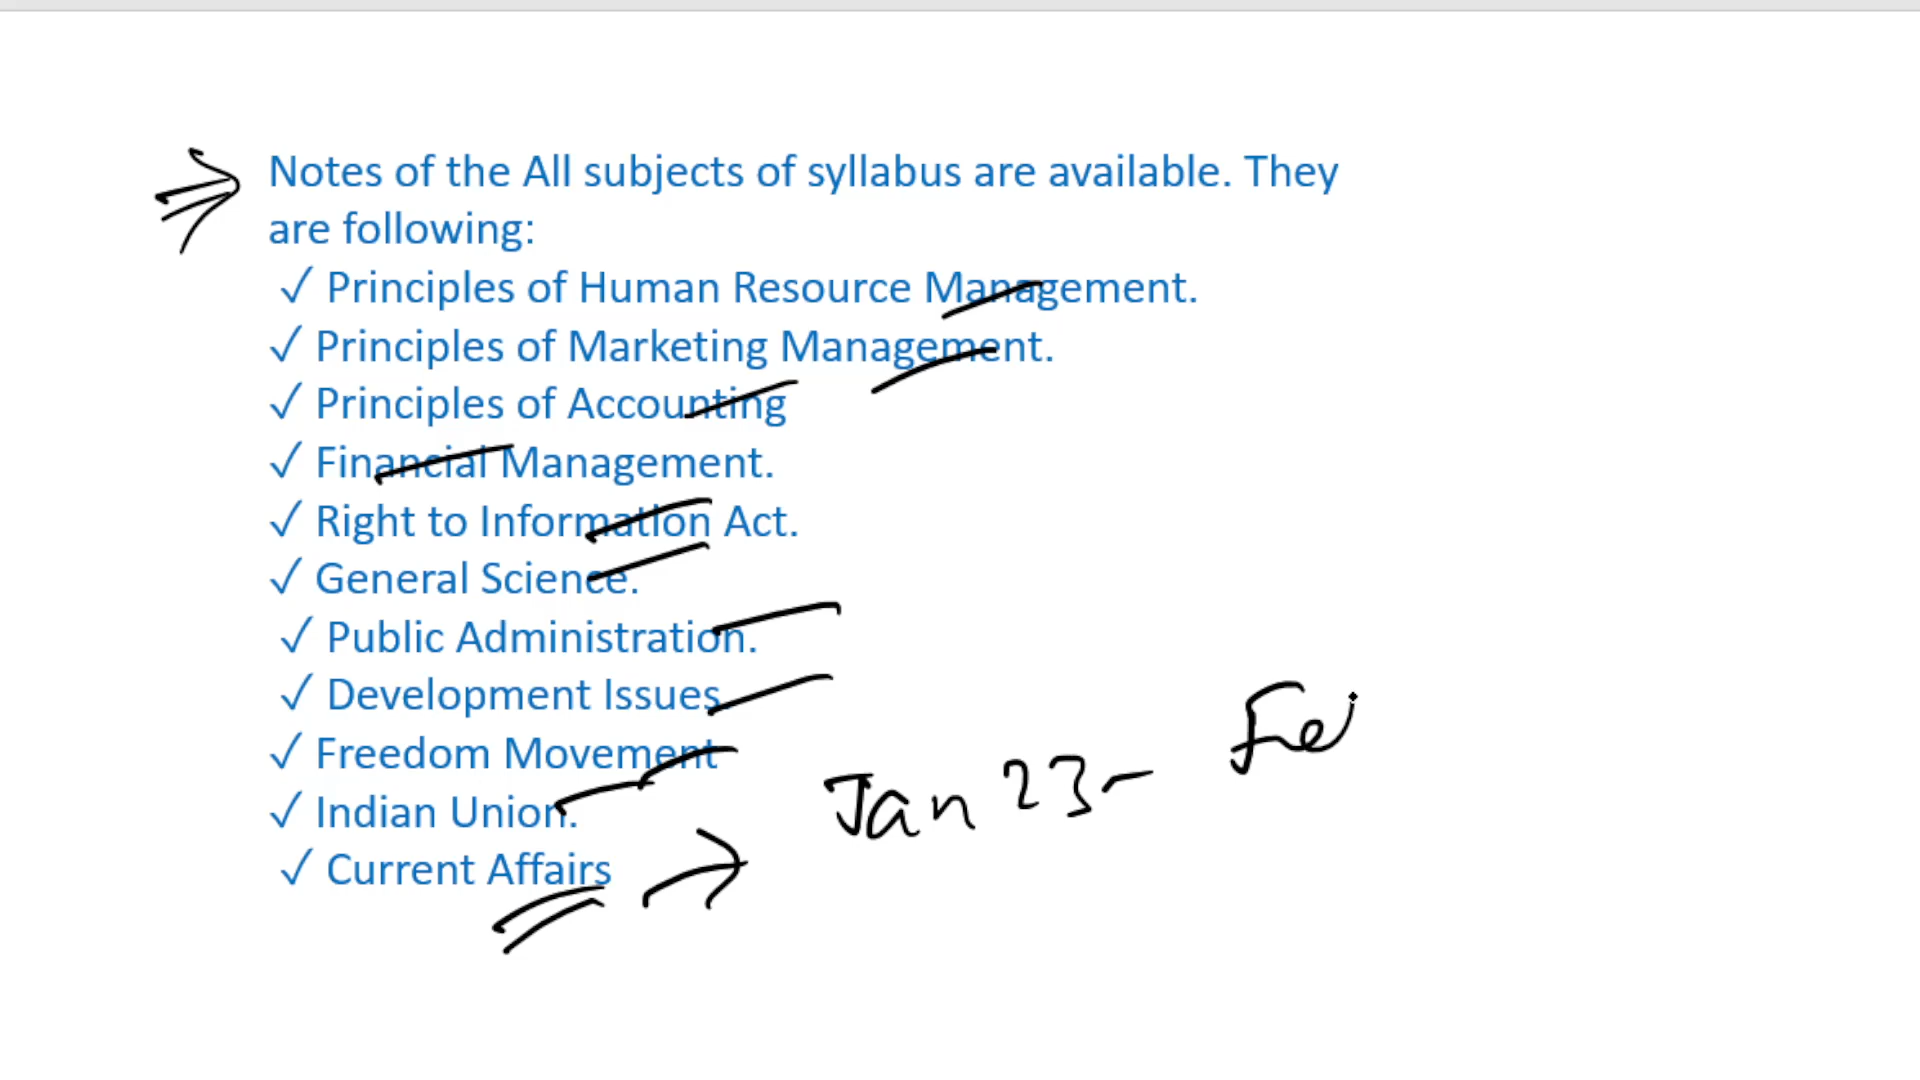 Notes of the All subjects of syllabus are available. They
are following:
✓ Principles of Human Resource Management.
✓ Principles of Marketing Management.
✓ Principles of Accounting
✓ Financial Management.
✓ Right to Information Act.
✓ General Science.
✓ Public Administration.
✓ Development Issues
✓ Freedom Movement
✓ Indian Union.
✓ Current Affairs
Jan 23-